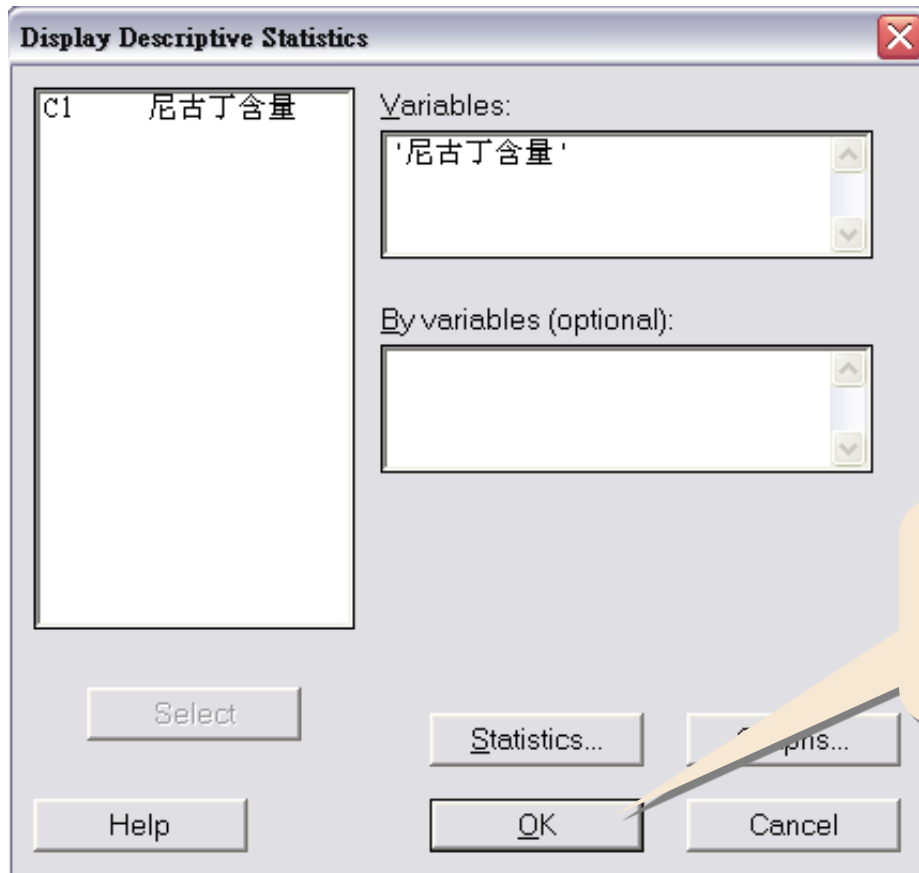 Display Descriptive Statistics
C1 尼古丁含量
Variables:
'尼古丁含量'
By variables (optional):
Select
Statistics...
Help
OK
Cancel